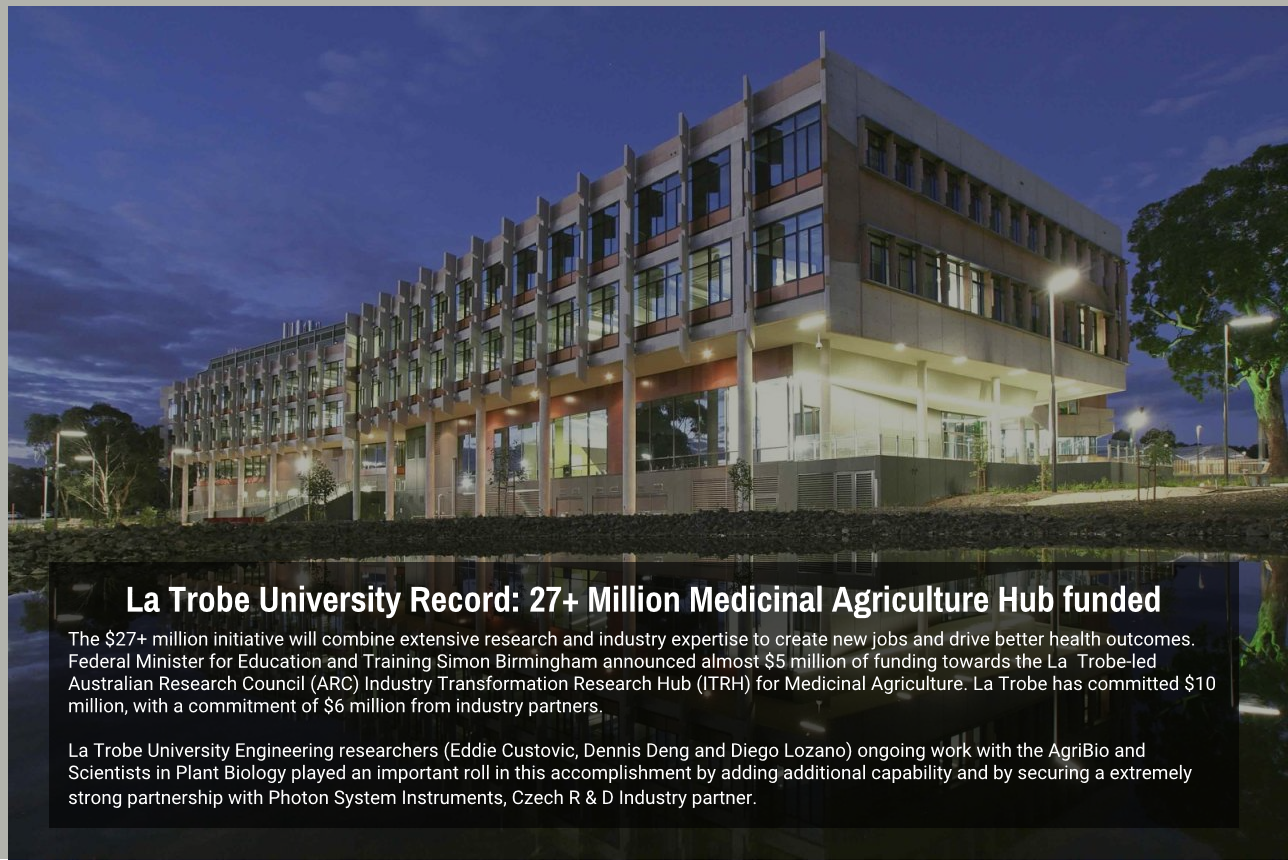 La Trobe University Record: 27+ Million Medicinal Agriculture Hub funded
The $27+ million initiative will combine extensive research and industry expertise to create new jobs and drive better health outcomes.
Federal Minister for Education and Training Simon Birmingham announced almost $5 million of funding towards the La  Trobe-led
Australian Research Council (ARC) Industry Transformation Research Hub (ITRH) for Medicinal Agriculture. La Trobe has committed $10
million, with a commitment of $6 million from industry partners.
La Trobe University Engineering researchers (Eddie Custovic, Dennis Deng and Diego Lozano) ongoing work with the AgriBio and
Scientists in Plant Biology played an important roll in this accomplishment by adding additional capability and by securing a extremely
strong partnership with Photon System Instruments, Czech R & D Industry partner.